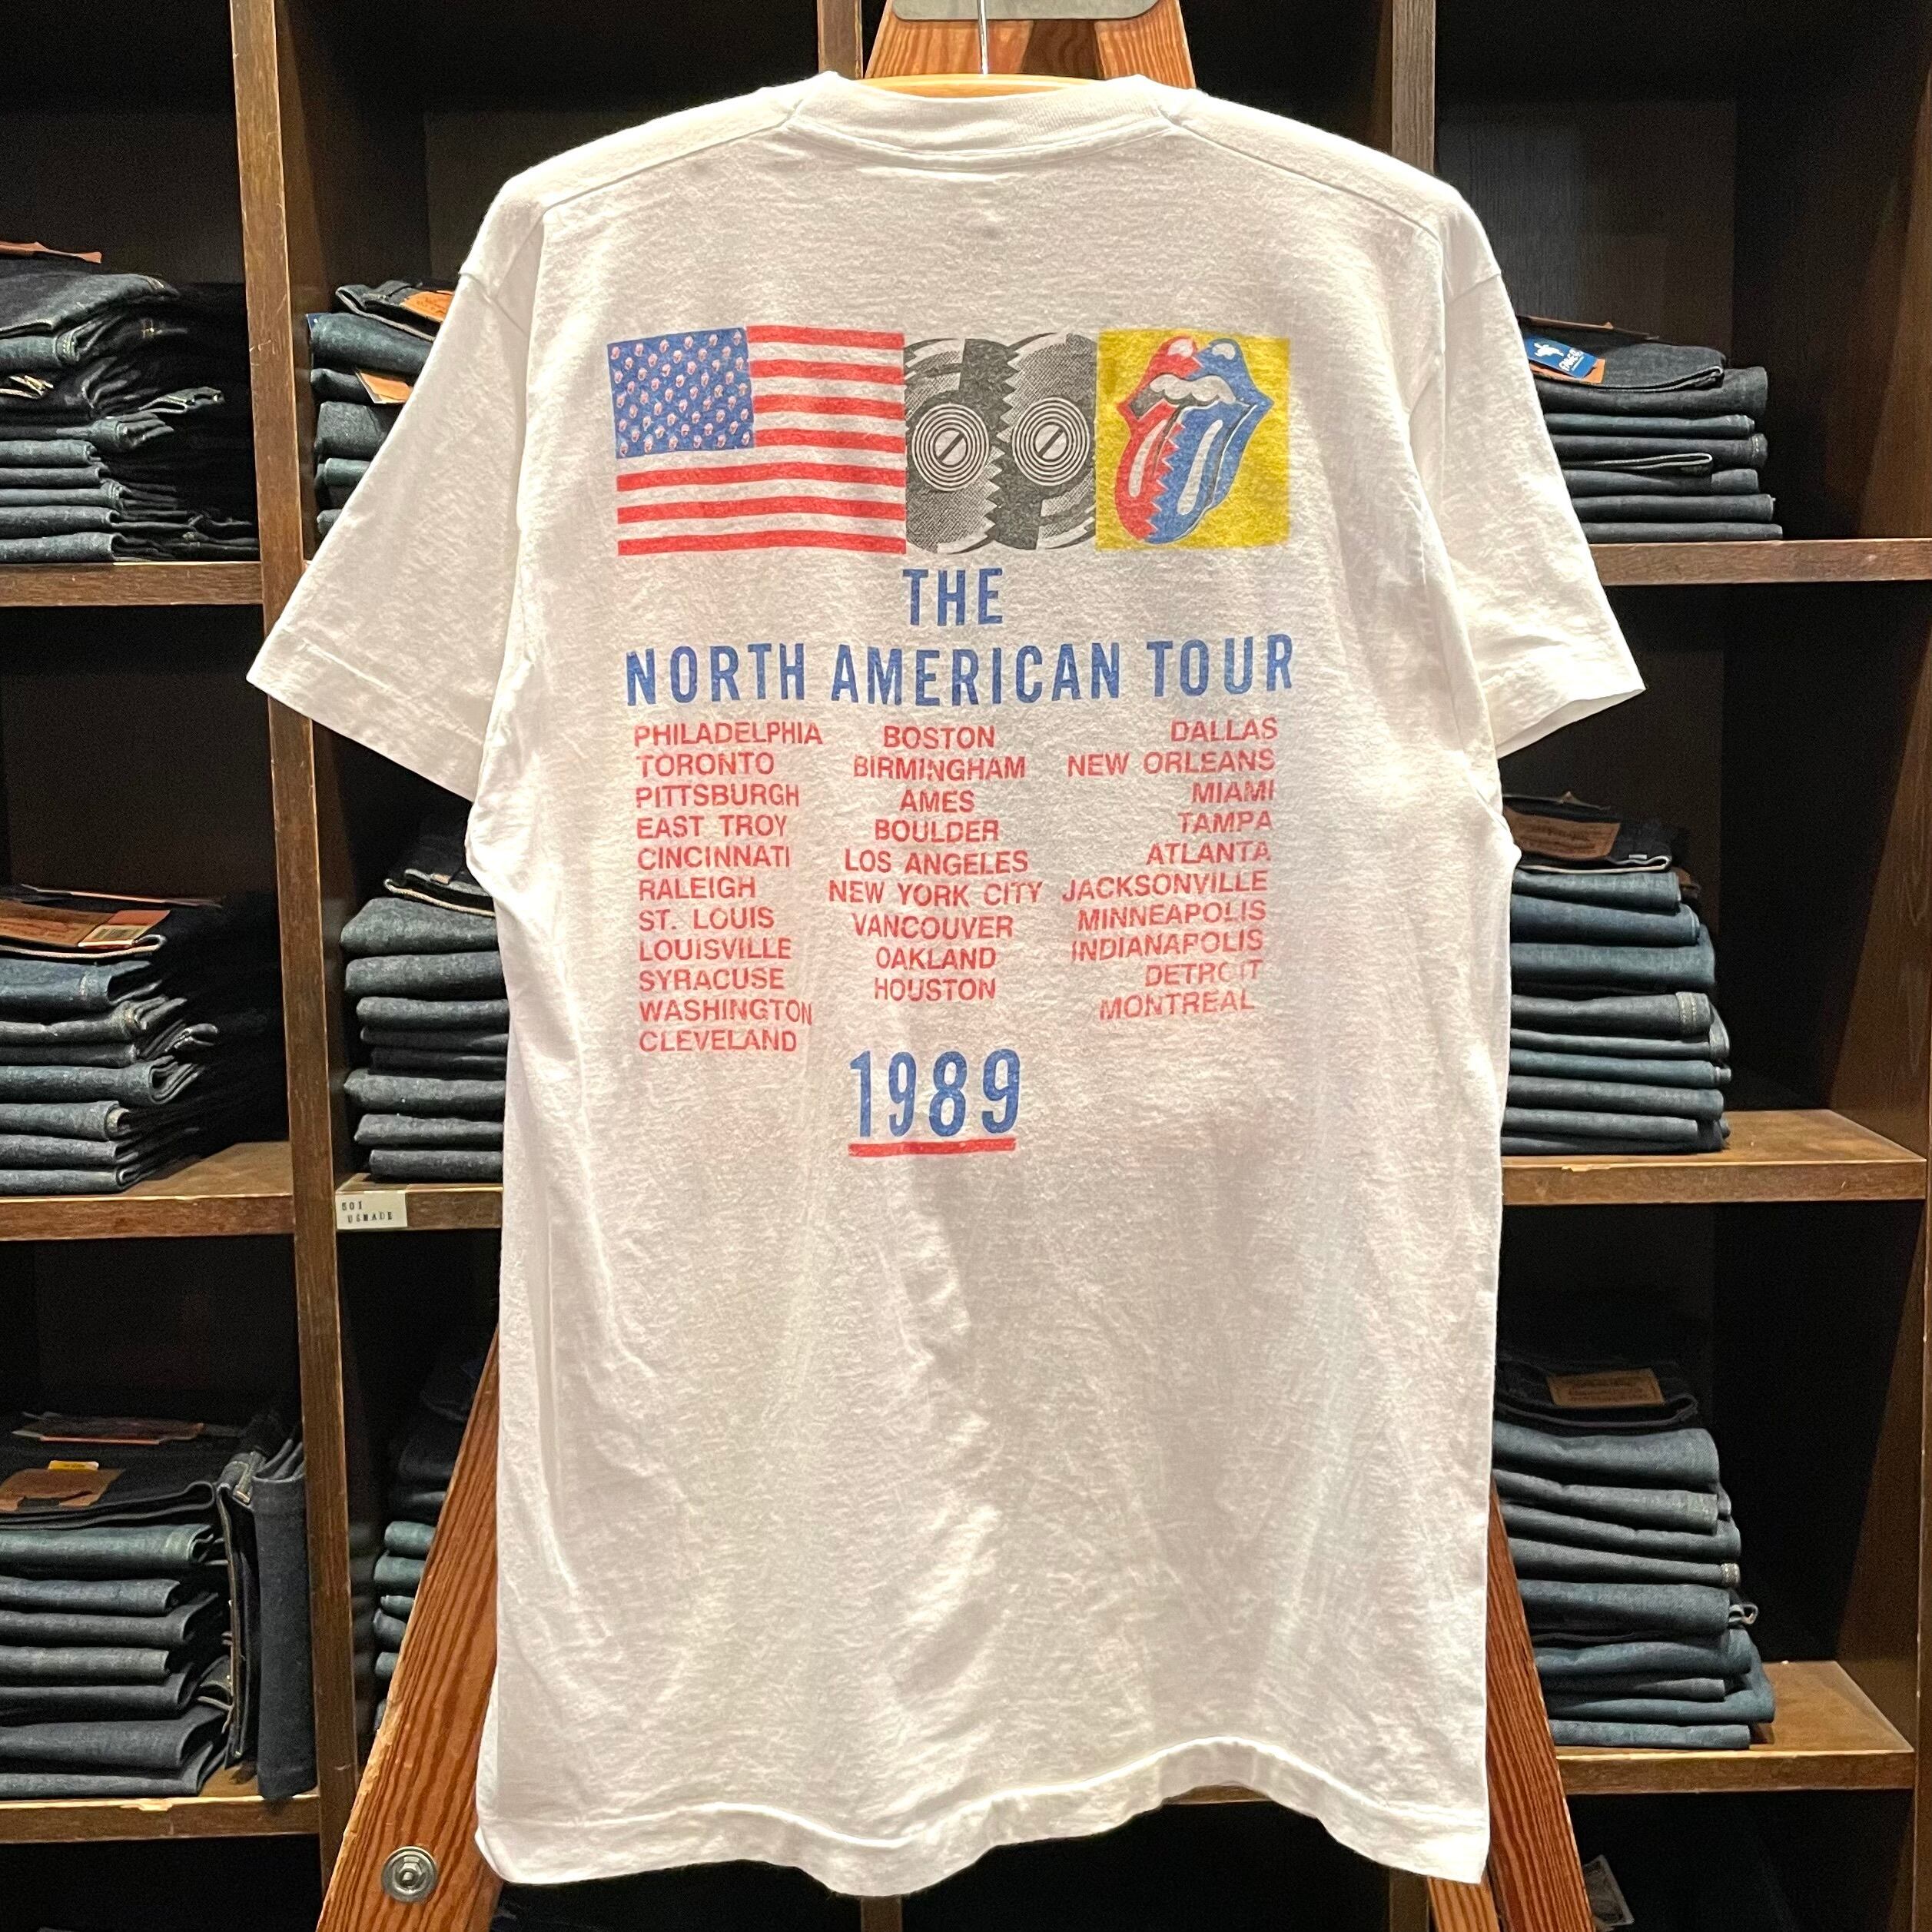 THE
NORTH AMERICAN TOUR
PHILADELPHIA
TORONTO
PITTSBURGH
EAST TROY
CINCINNATI
RALEIGH
ST. LOUIS
LOUISVILLE
SYRACUSE
WASHINGTON
CLEVELAND
BOSTON
BIRMINGHAM
AMES
BOULDER
LOS ANGELES
NEW YORK CITY
VANCOUVER
OAKLAND
HOUSTON
DALLAS
NEW ORLEANS
MIAMI
TAMPA
ATLANTA
JACKSONVILLE
MINNEAPOLIS
INDIANAPOLIS
DETROIT
MONTREAL
1989
501
USMADE